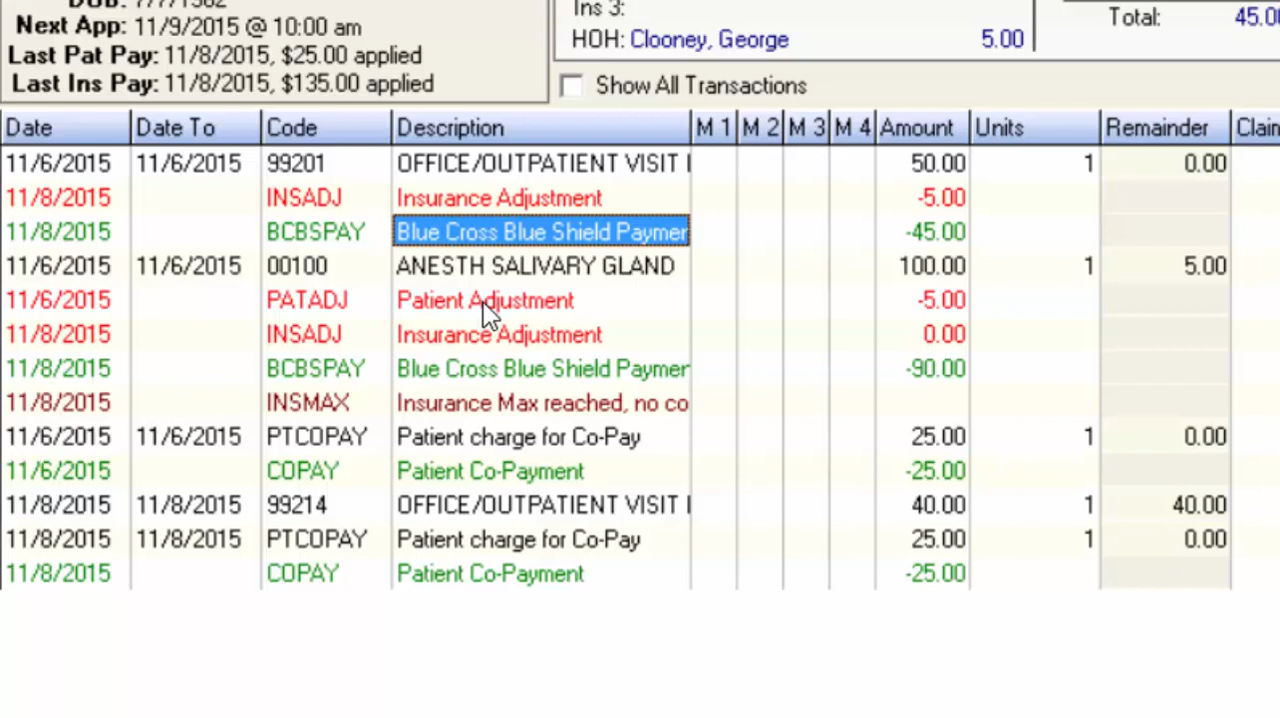 Next App: 11/9/2015 @ 10:00 am
Last Pat Pay: 11/8/2015, $25.00 applied
Last Ins Pay: 11/8/2015, $135.00 applied
Ins 3:
HOH: Clooney, George 5.00
Total: 45.0
Show All Transactions
Date Date To Code Description M 1 M 2 M 3 M 4 Amount Units Remainder Clain
11/6/2015 11/6/2015 99201 OFFICE/OUTPATIENT VISIT 50.00 1 0.00
11/8/2015 INSADJ Insurance Adjustment -5.00
11/8/2015 BCBSPAY Blue Cross Blue Shield Paymer -45.00
11/6/2015 11/6/2015 00100 ANESTH SALIVARY GLAND 100.00 1 5.00
11/6/2015 PATADJ Patient Adjustment -5.00
11/8/2015 INSADJ Insurance Adjustment 0.00
11/8/2015 BCBSPAY Blue Cross Blue Shield Paymer -90.00
11/8/2015 INSMAX Insurance Max reached, no co
11/6/2015 11/6/2015 PTCOPAY Patient charge for Co-Pay 25.00 1 0.00
11/6/2015 COPAY Patient Co-Payment -25.00
11/8/2015 11/8/2015 99214 OFFICE/OUTPATIENT VISIT 40.00 1 40.00
11/8/2015 11/8/2015 PTCOPAY Patient charge for Co-Pay 25.00 1 0.00
11/8/2015 COPAY Patient Co-Payment -25.00